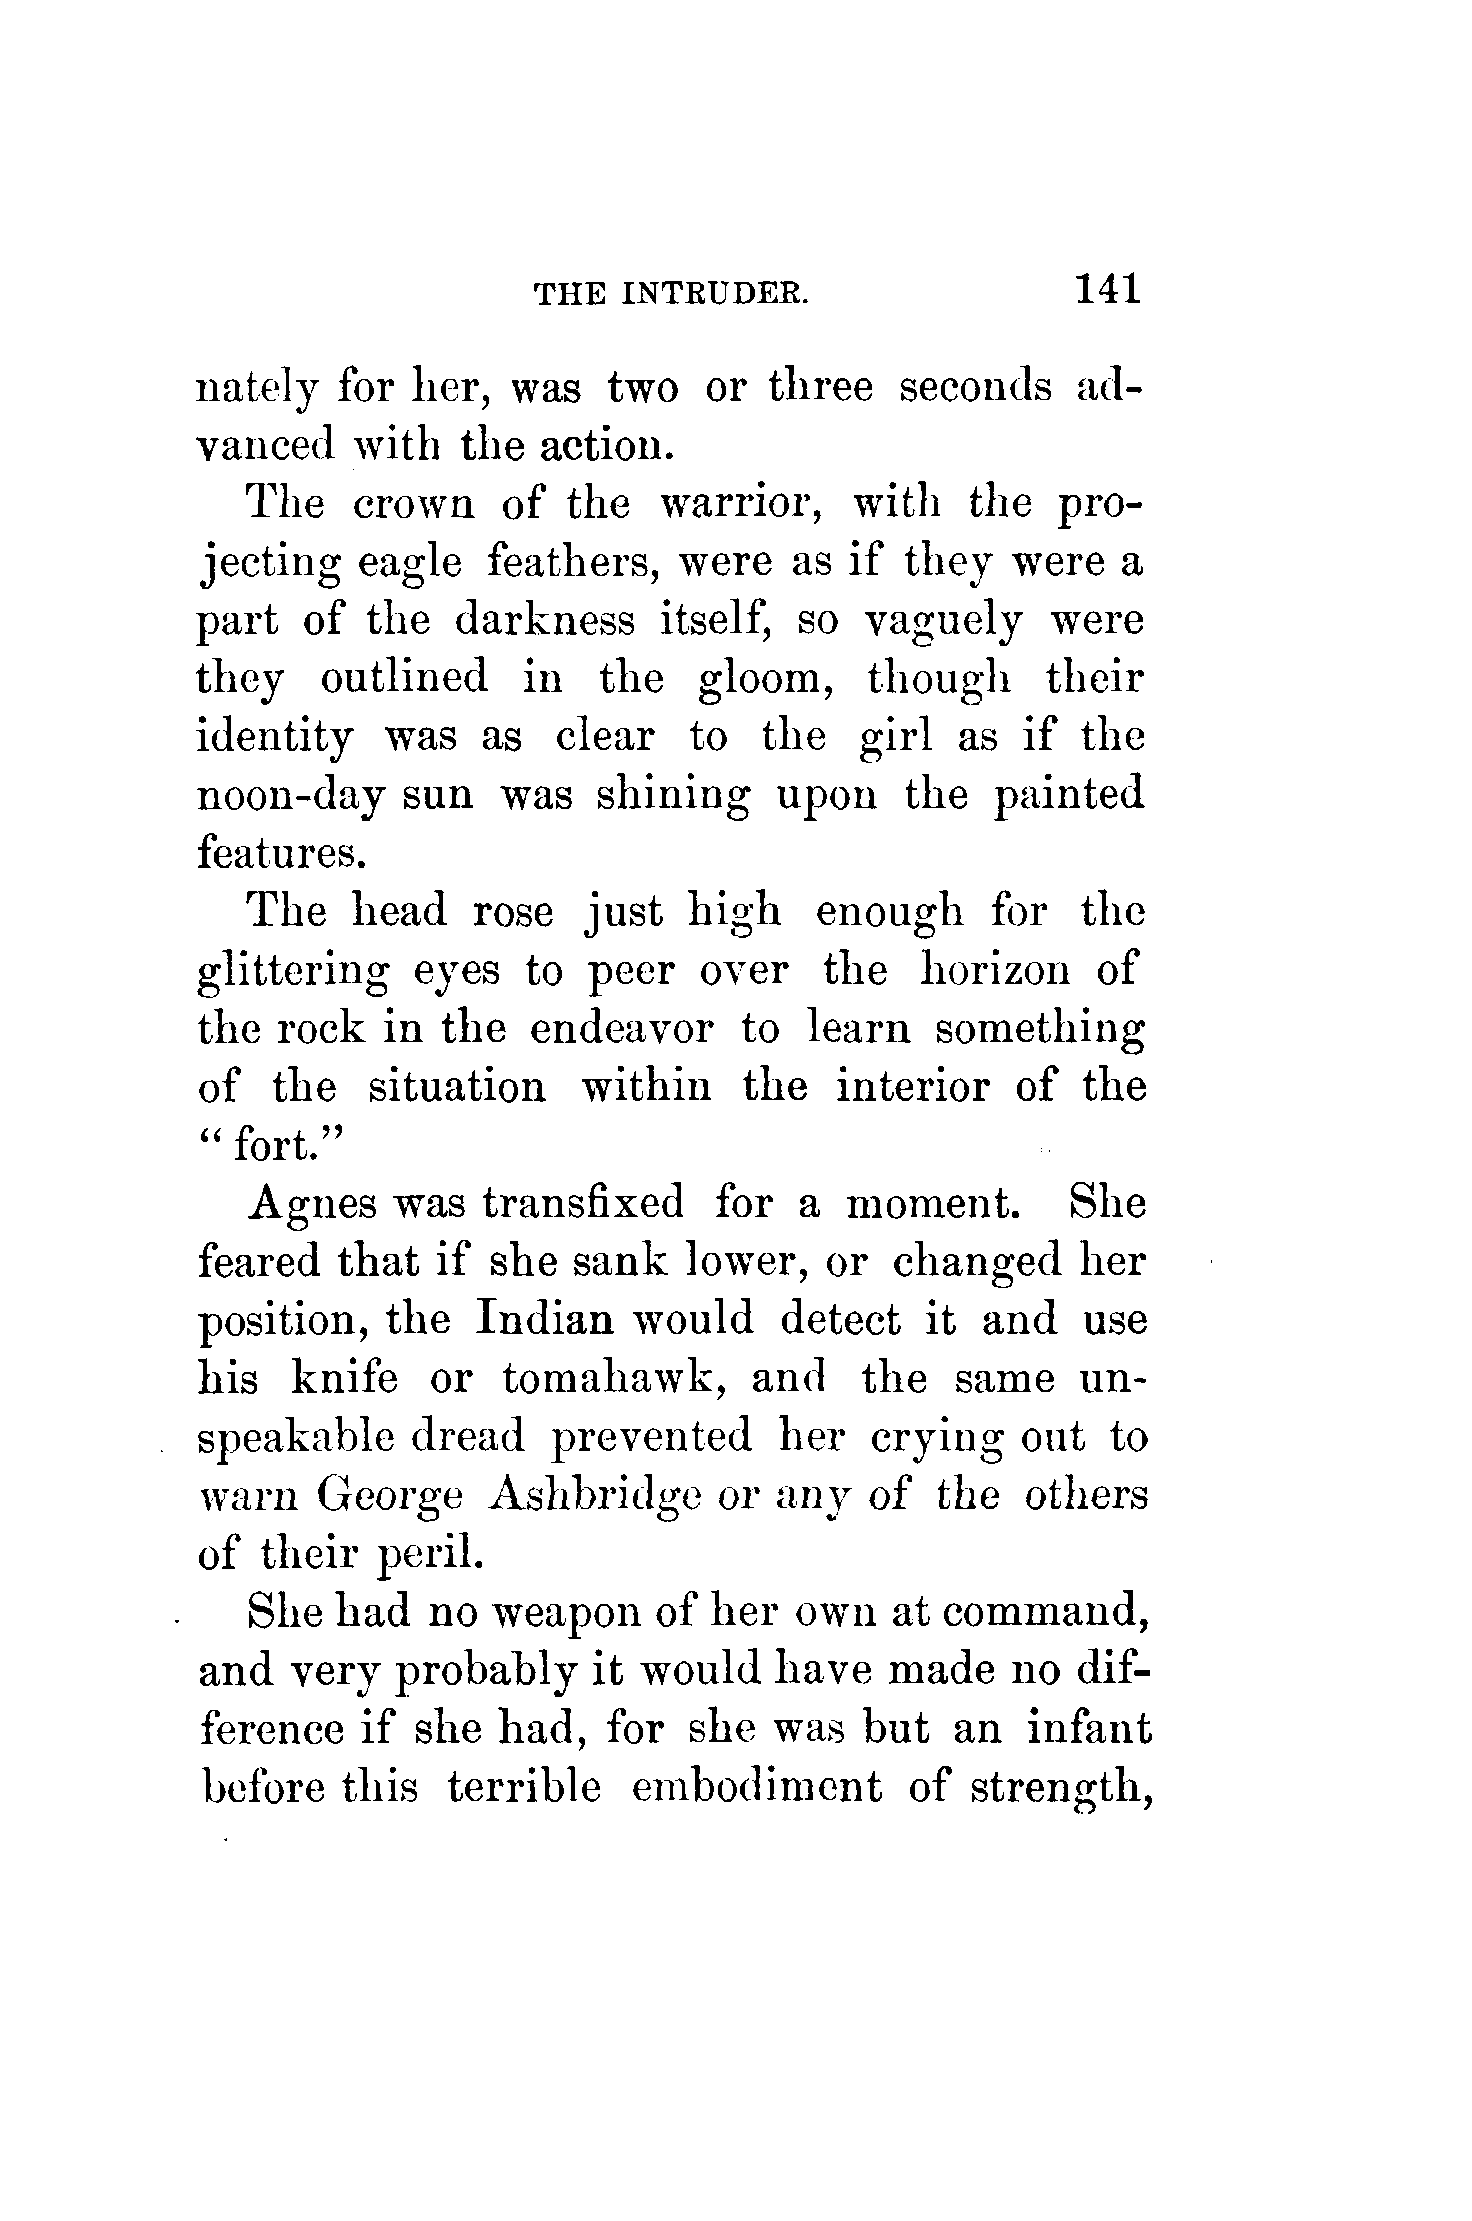 THE INTRUDER. 141
nately for her, was two or three seconds ad-
vanced with the action.
The crown of the warrior, with the pro-
jecting eagle feathers, were as if they were a
part of the darkness itself, so vaguely were
they outlined in the gloom, though their
identity was as clear to the girl as if the
noon-day sun was shining upon the painted
features.
The head rose just high enough for the
glittering eyes to peer over the horizon of
the rock in the endeavor to learn something
of the situation within the interior of the
“ fort.”
Agnes was transfixed for a moment. She
feared that if she sank lower, or changed her
position, the Indian would detect it and use
his knife or tomahawk, and the same un-
speakable dread prevented her crying out to
warn George Ashbridge or any of the others
of their peril.
She had no weapon of her own at command,
and very probably it would have made no dif-
ference if she had, for she was but an infant
before this terrible embodiment of strength,